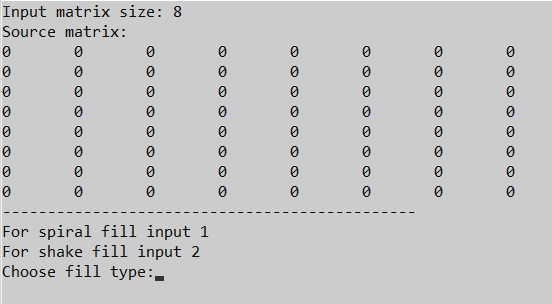 Input matrix size: 8
Source matrix:
0 0 0 0 0 0 0 0
0 0 0 0 0 0 0 0
0 0 0 0 0 0 0 0
0 0 0 0 0 0 0 0
0 0 0 0 0 0 0 0
0 0 0 0 0 0 0 0
0 0 0 0 0 0 0 0
0 0 0 0 0 0 0 0
----------------------------------------------
For spiral fill input 1
For shake fill input 2
Choose fill type: